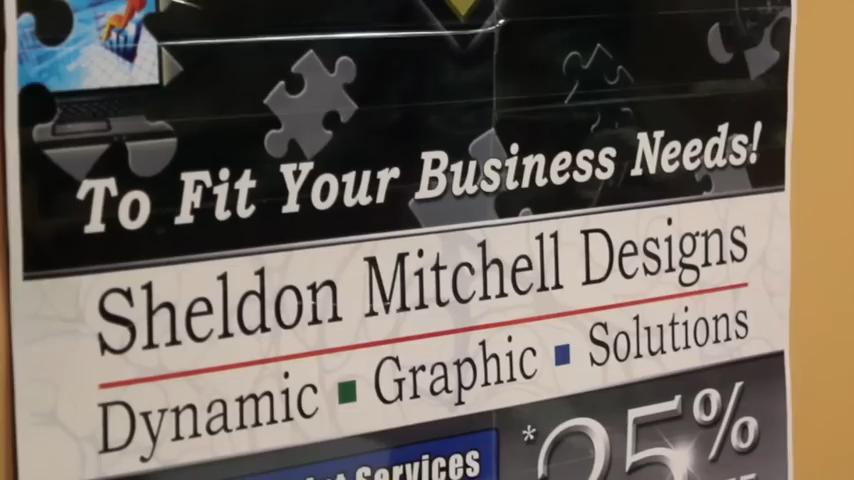 To Fit Your Business Needs!
Sheldon Mitchell Designs
Dynamic ■ Graphic ■ Solutions
Services
*25%